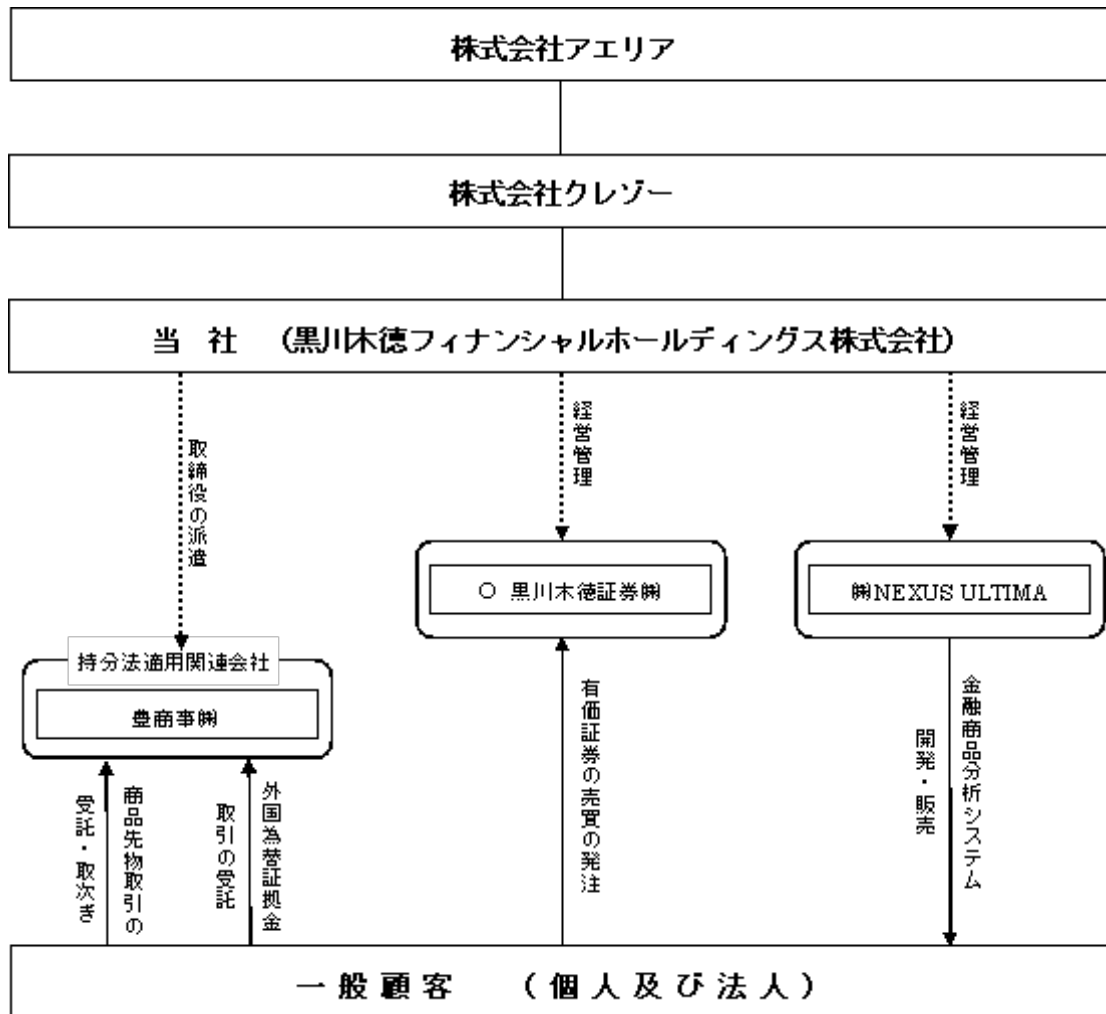 株式会社アエリア
株式会社クレゾー
当 社 (黒川木徳フィナンシャルホールディングス株式会社)
取締役の派遣
経営管理
経営管理
○ 黒川木徳証券㈱
㈱NEXUS ULTIMA
持分法適用関連会社
豊商事㈱
商品先物取引の
受託・取次ぎ
外国為替証拠金
取引の受託
有価証券の売買の発注
金融商品分析システム
開発・販売
一 般 顧 客 ( 個 人 及 び 法 人 )